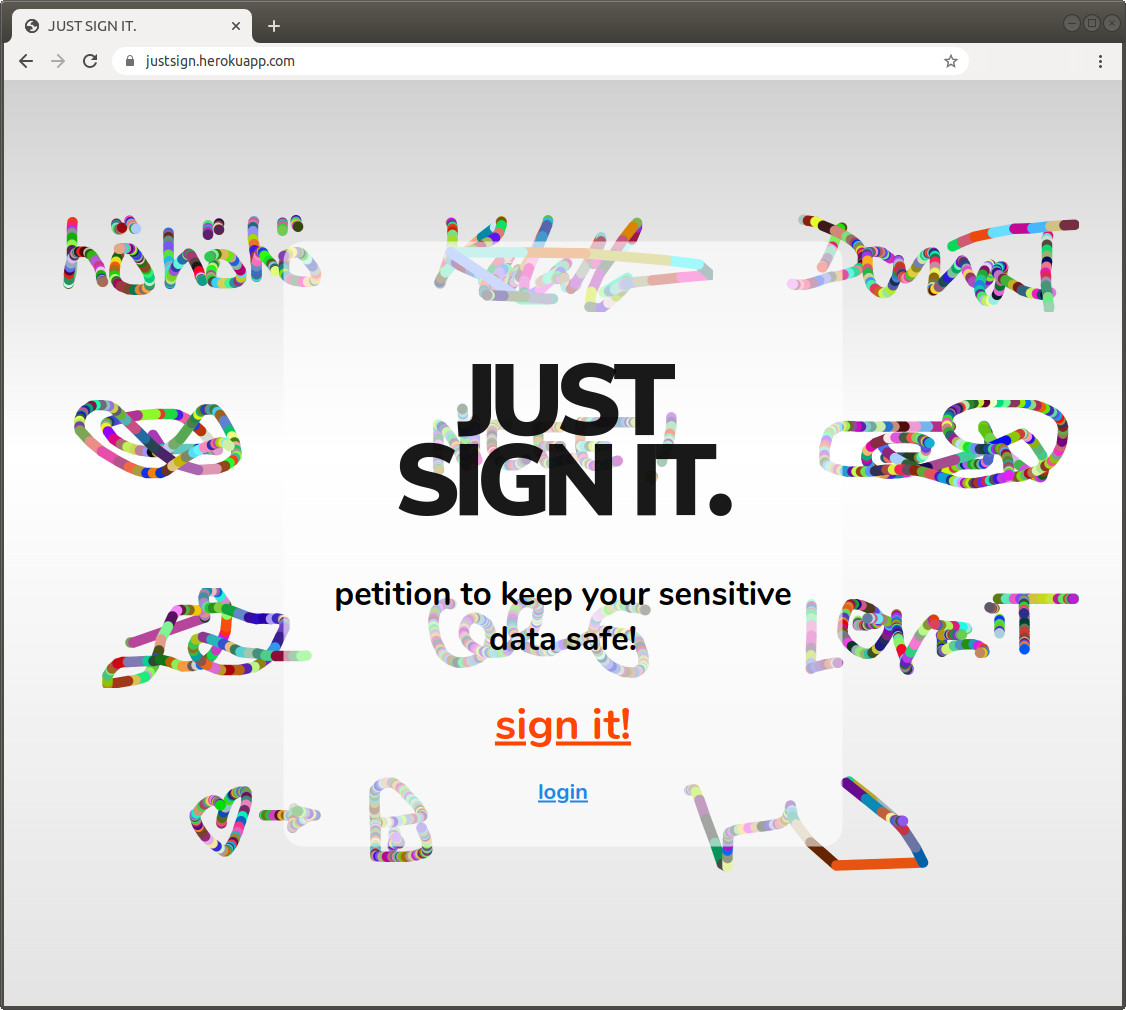 JUST SIGN IT.
justsign.herokuapp.com
JUST
SIGN IT.
petition to keep your sensitive
data safe!
sign it!
login